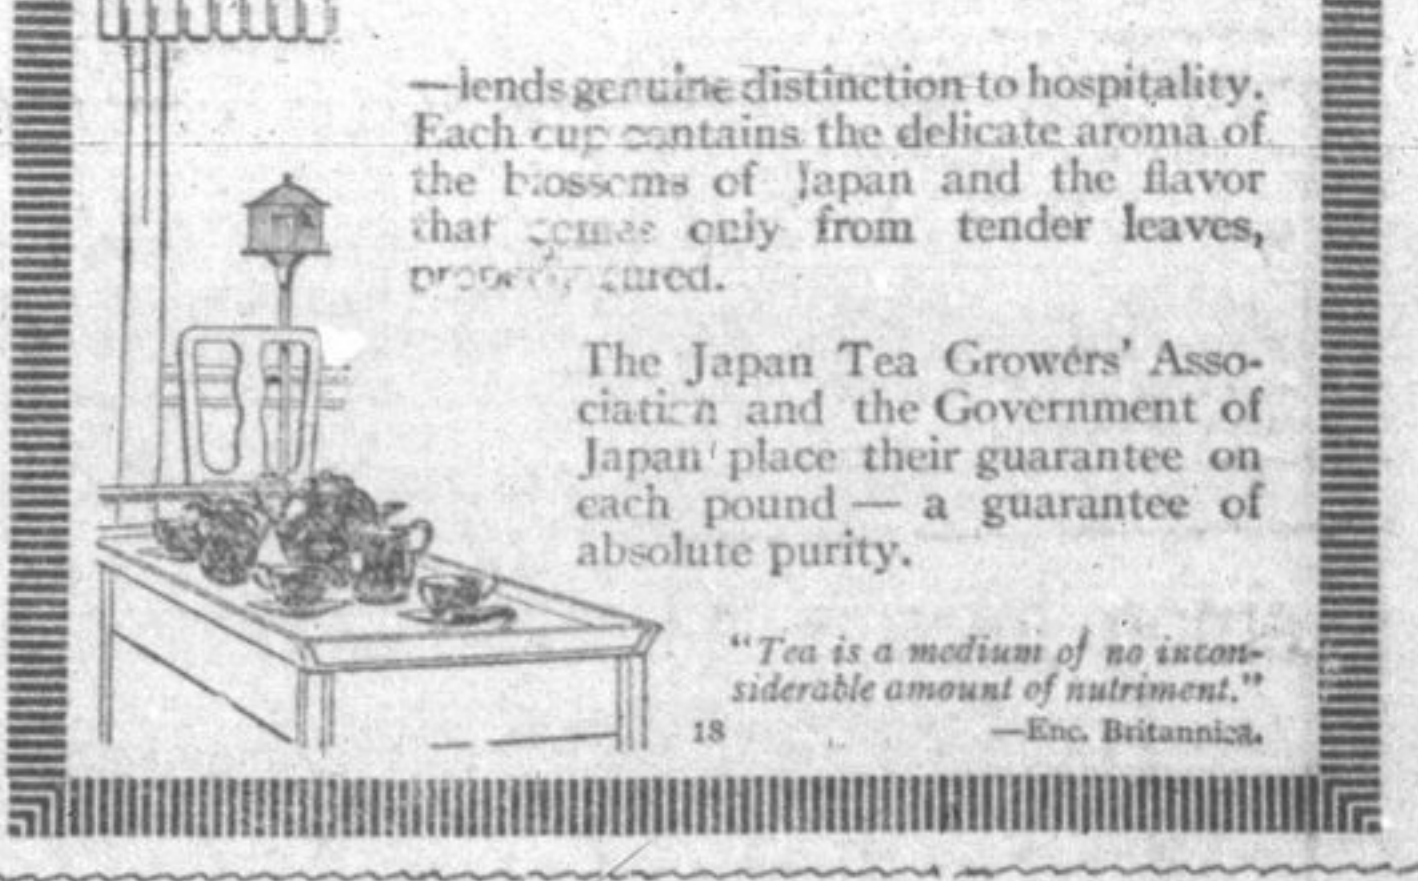 —lends genuine distinction to hospitality.
Each cup contains the delicate aroma of
the blossoms of Japan and the flavor
that comes only from tender leaves,
properly cured.
The Japan Tea Growers' Asso-
ciation and the Government of
Japan place their guarantee on
each pound — a guarantee of
absolute purity.
"Tea is a medium of no incon-
siderable amount of nutriment."
18 —Enc. Britannica.